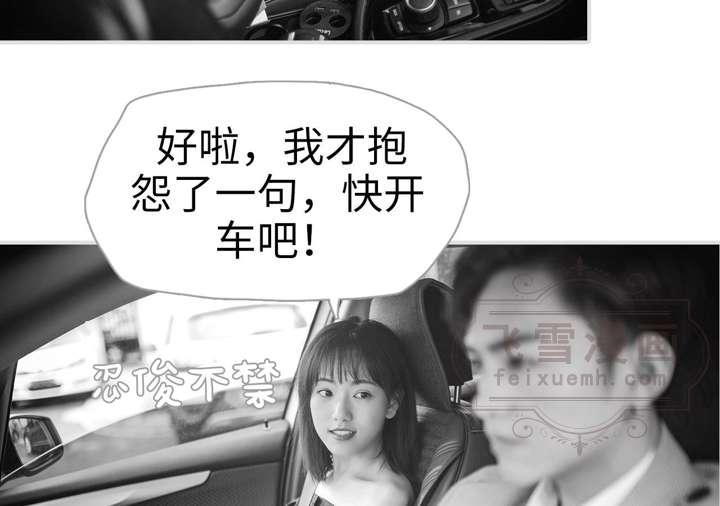 好啦，我才抱
怨了一句，快开
车吧！
忍俊不禁
飞雪漫画
feixuemh.com